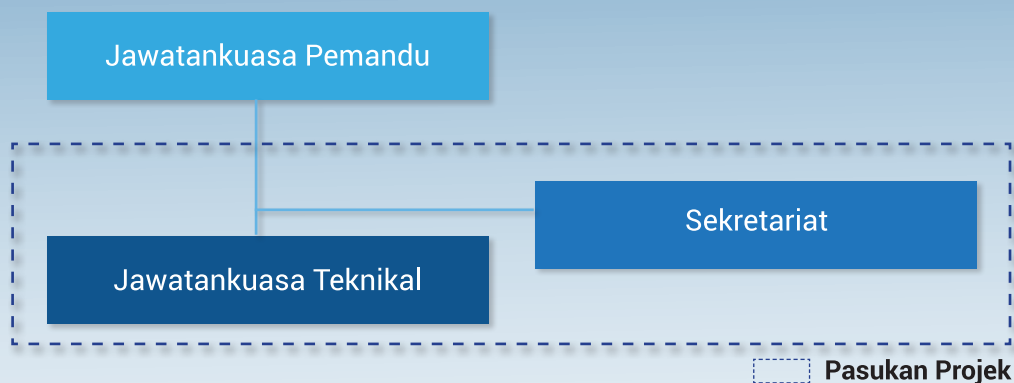 Jawatankuasa Pemandu
Sekretariat
Jawatankuasa Teknikal
Pasukan Projek